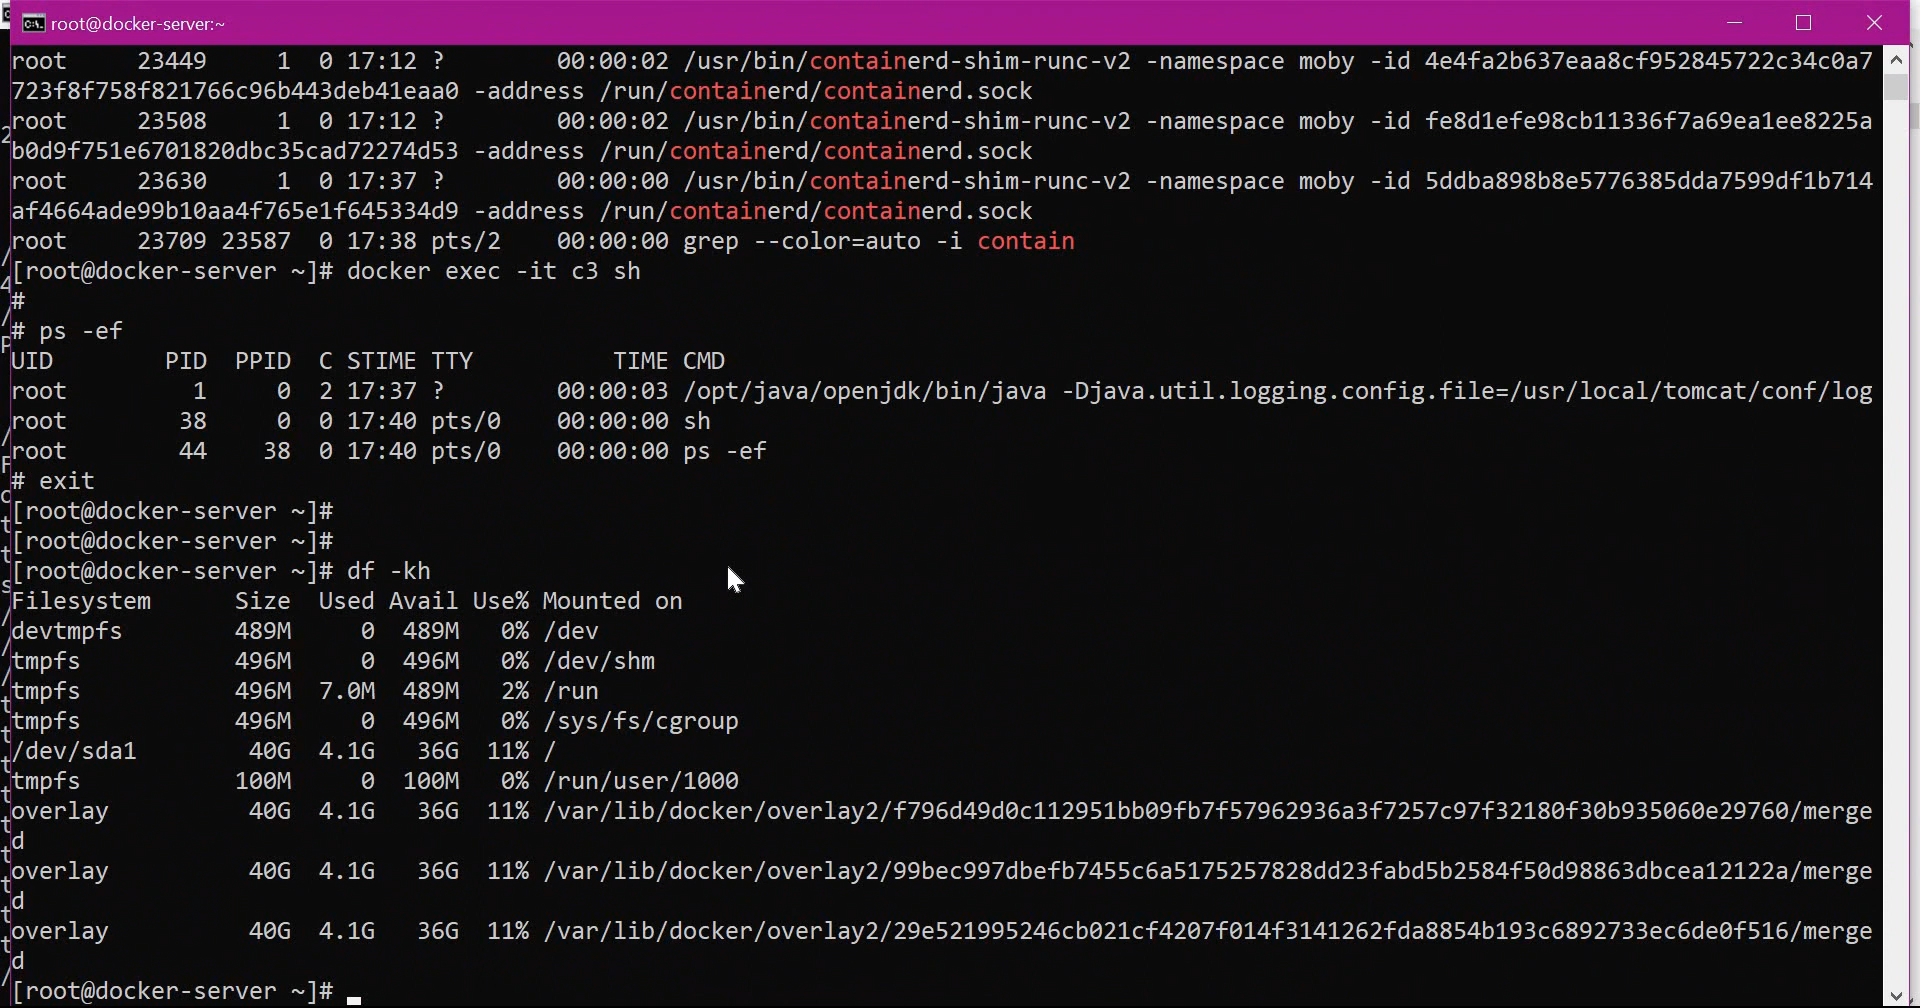 root@docker-server:~
root     23449     1  0 17:12 ?        00:00:02 /usr/bin/containerd-shim-runc-v2 -namespace moby -id 4e4fa2b637eaa8cf952845722c34c0a7
723f8f758f821766c96b443deb41eaa0 -address /run/containerd/containerd.sock
root     23508     1  0 17:12 ?        00:00:02 /usr/bin/containerd-shim-runc-v2 -namespace moby -id fe8d1efe98cb11336f7a69ea1ee8225a
b0d9f751e6701820dbc35cad72274d53 -address /run/containerd/containerd.sock
root     23630     1  0 17:37 ?        00:00:00 /usr/bin/containerd-shim-runc-v2 -namespace moby -id 5ddba898b8e5776385dda7599df1b714
af4664ade99b10aa4f765e1f645334d9 -address /run/containerd/containerd.sock
root     23709 23587  0 17:38 pts/2    00:00:00 grep --color=auto -i contain
[root@docker-server ~]# docker exec -it c3 sh
#
# ps -ef
UID        PID  PPID  C STIME TTY          TIME CMD
root         1     0  2 17:37 ?        00:00:03 /opt/java/openjdk/bin/java -Djava.util.logging.config.file=/usr/local/tomcat/conf/log
root        38     0  0 17:40 pts/0    00:00:00 sh
root        44    38  0 17:40 pts/0    00:00:00 ps -ef
# exit
[root@docker-server ~]#
[root@docker-server ~]#
[root@docker-server ~]# df -kh
Filesystem      Size  Used Avail Use% Mounted on
devtmpfs        489M     0  489M   0% /dev
tmpfs           496M     0  496M   0% /dev/shm
tmpfs           496M  7.0M  489M   2% /run
tmpfs           496M     0  496M   0% /sys/fs/cgroup
/dev/sda1        40G  4.1G   36G  11% /
tmpfs           100M     0  100M   0% /run/user/1000
overlay          40G  4.1G   36G  11% /var/lib/docker/overlay2/f796d49d0c112951bb09fb7f57962936a3f7257c97f32180f30b935060e29760/merge
d
overlay          40G  4.1G   36G  11% /var/lib/docker/overlay2/99bec997dbefb7455c6a5175257828dd23fabd5b2584f50d98863dbcea12122a/merge
d
overlay          40G  4.1G   36G  11% /var/lib/docker/overlay2/29e521995246cb021cf4207f014f3141262fda8854b193c6892733ec6de0f516/merge
d
[root@docker-server ~]#